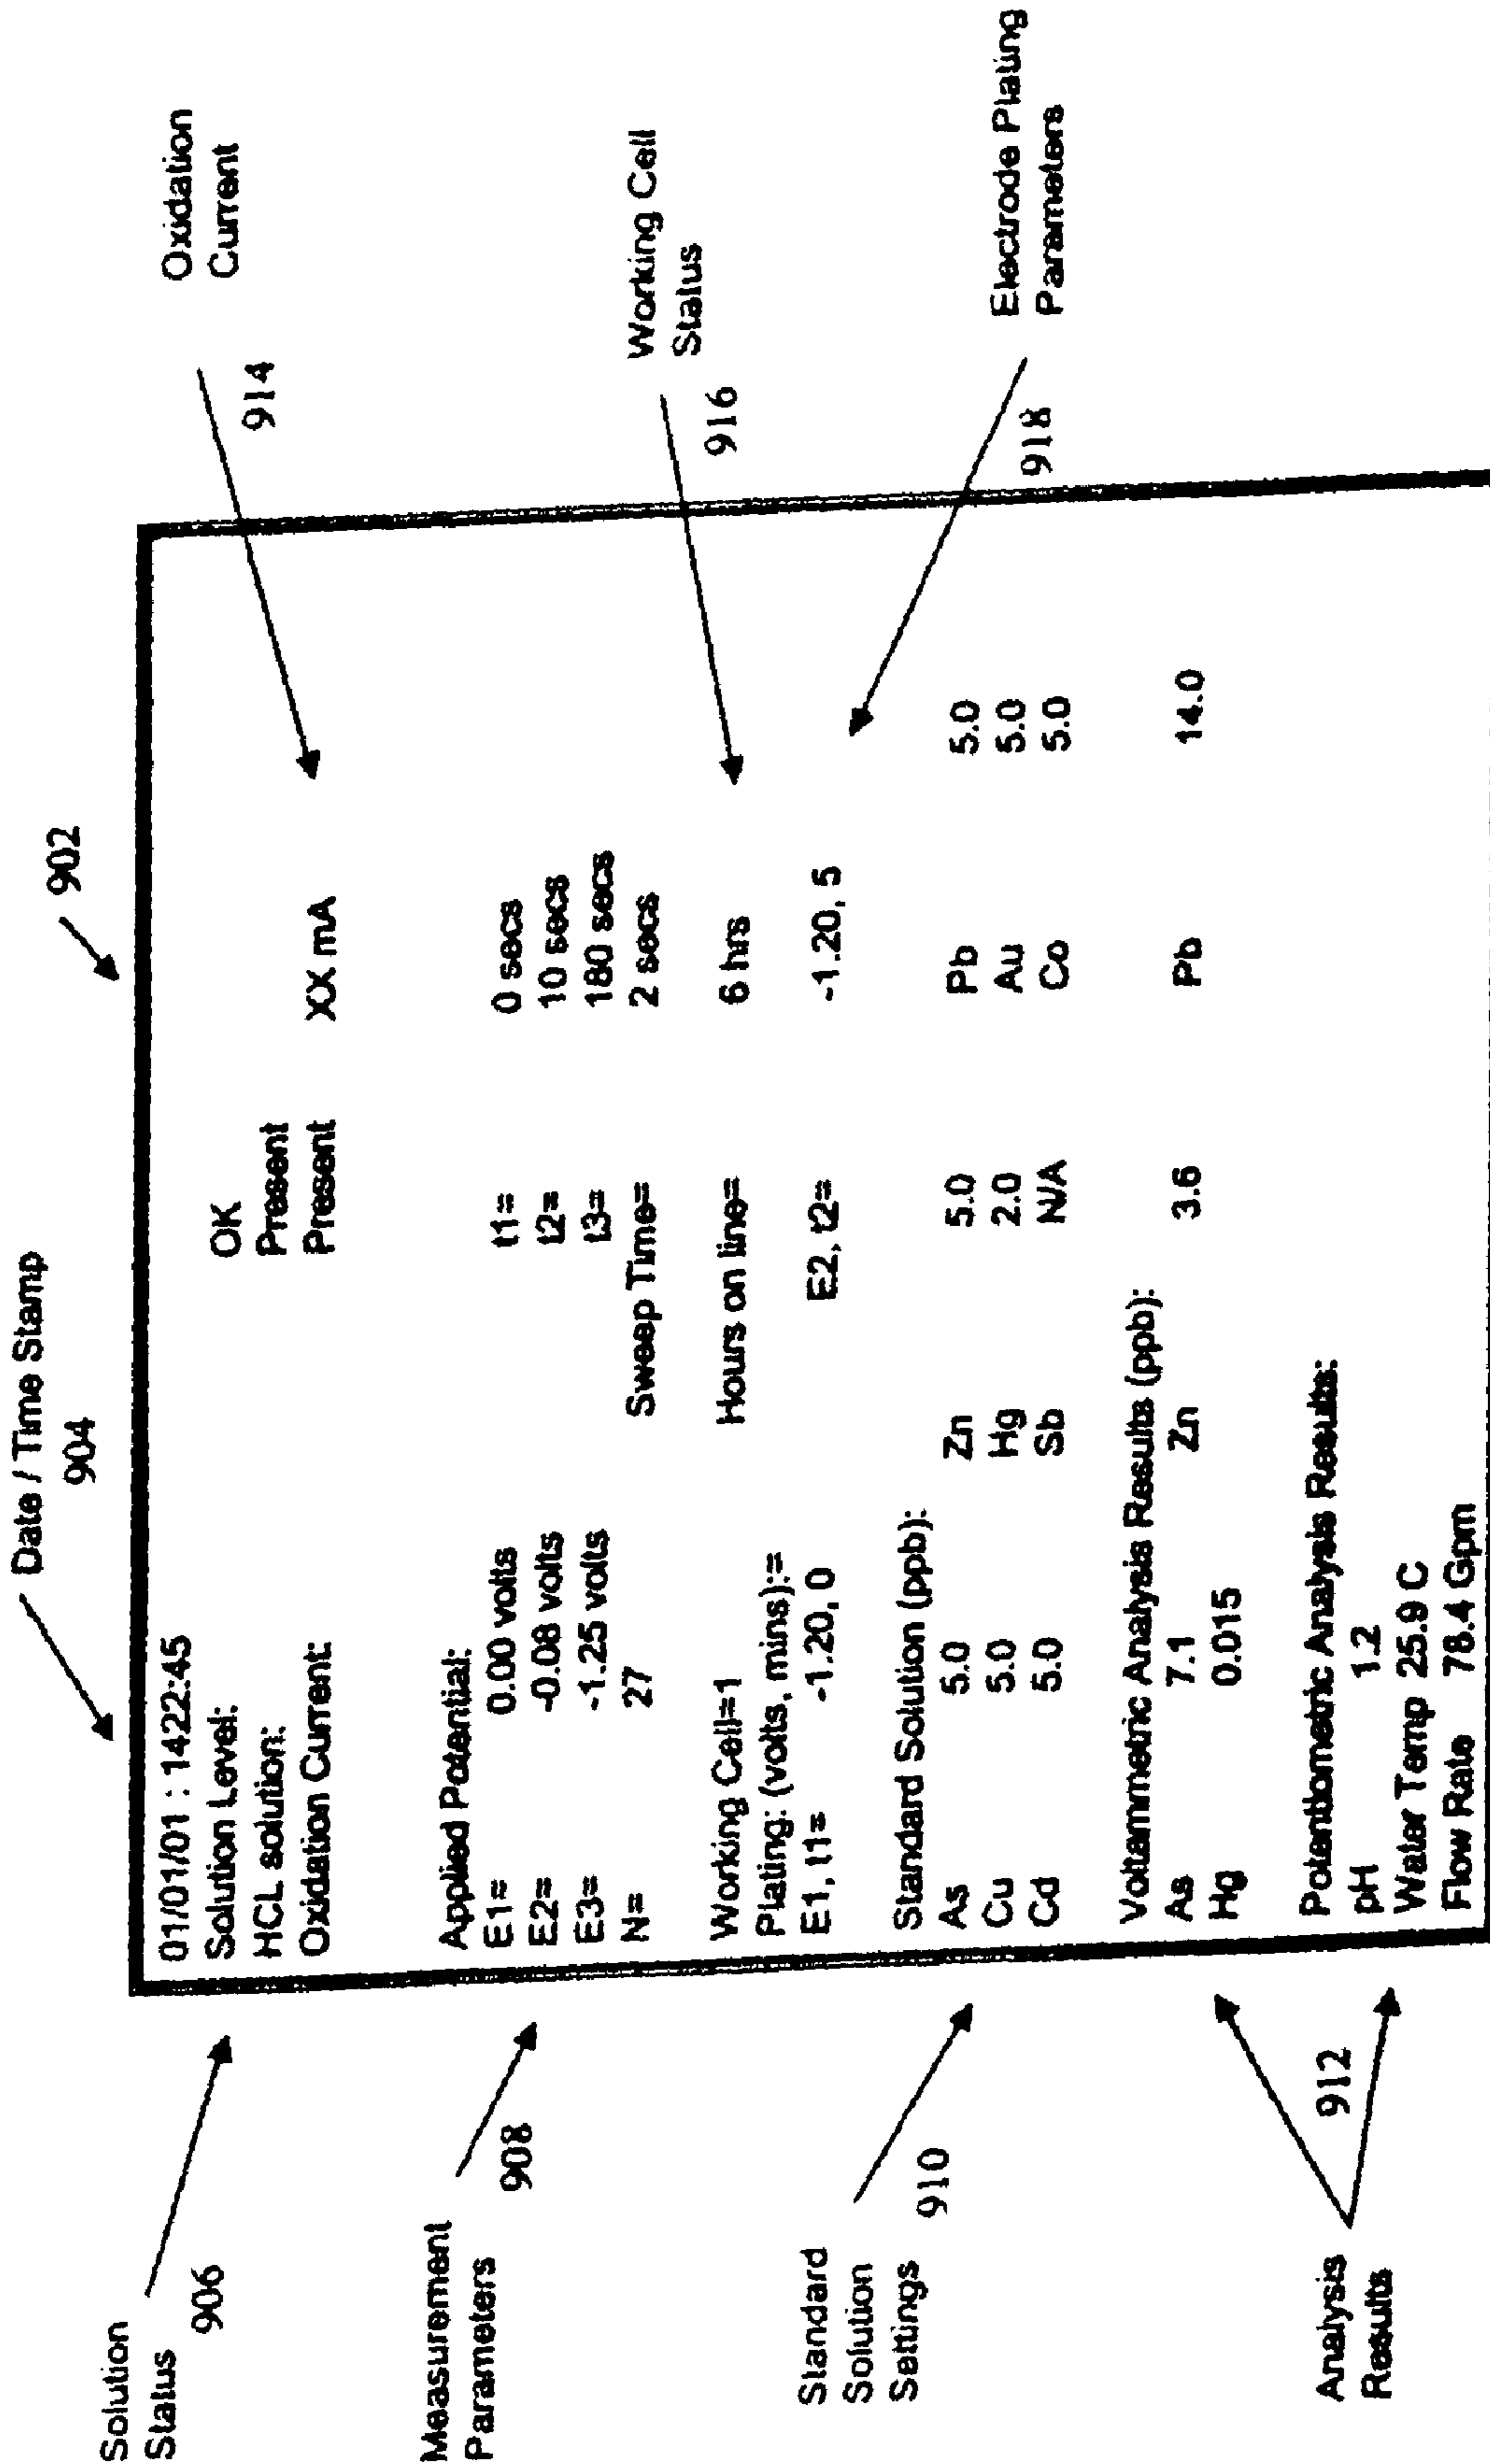 Date / Time Stamp
904
902
Solution
Status
906
Measurement
Parameters
908
Standard
Solution
Settings
910
Analysis
Results
912
01/01/01 : 1422:45
Solution Level: OK
HCL solution: Present
Oxidation Current: Present XX mA
Applied Potential:
E1= 0.00 volts t1= 0 secs
E2= -0.08 volts t2= 10 secs
E3= -1.25 volts t3= 180 secs
N= 27 Sweep Time= 2 secs
Working Cell=1 Hours on line= 6 hrs
Plating: (volts, mins):=
E1, t1= -1.20, 0 E2, t2= -1.20, 5
Standard Solution (ppb):
As 5.0 Zn 5.0 Pb 5.0
Cu 5.0 Hg 2.0 Au 5.0
Cd 5.0 Sb N/A Co 5.0
Voltammetric Analysis Results (ppb):
As 7.1 Zn 3.6 Pb 14.0
Hg 0.015
Potentiometric Analysis Results:
pH 1.2
Water Temp 25.9 C
Flow Rate 78.4 Gpm
Oxidation
Current
914
Working Cell
Status
916
Electrode Plating
Parameters
918